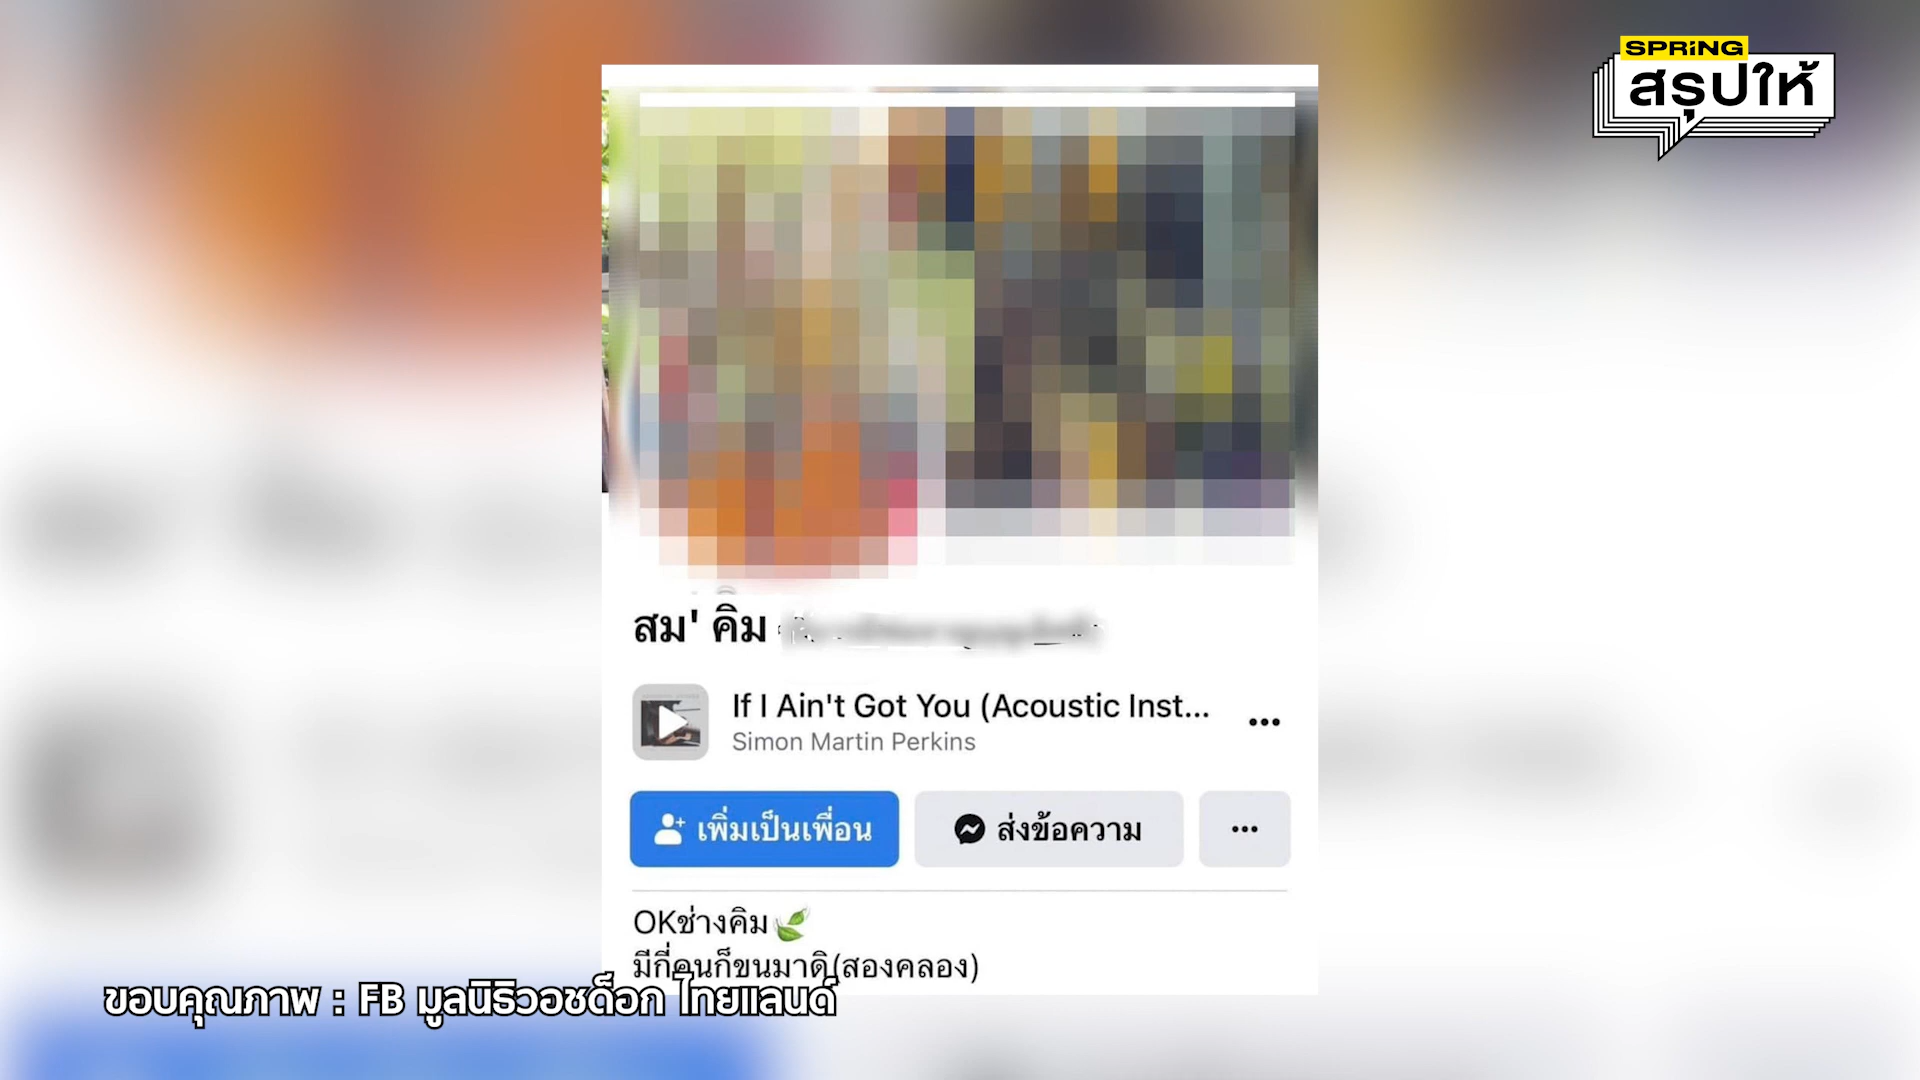 SPRiNG
สรุปให้
สม' คิม
If I Ain't Got You (Acoustic Inst...
Simon Martin Perkins
เพิ่มเป็นเพื่อน
ส่งข้อความ
OKช่างคิม🍃
มีกี่คนก็ขนมาดิ(สองคลอง)
ขอบคุณภาพ : FB มูลนิธิวอชด็อก ไทยแลนด์